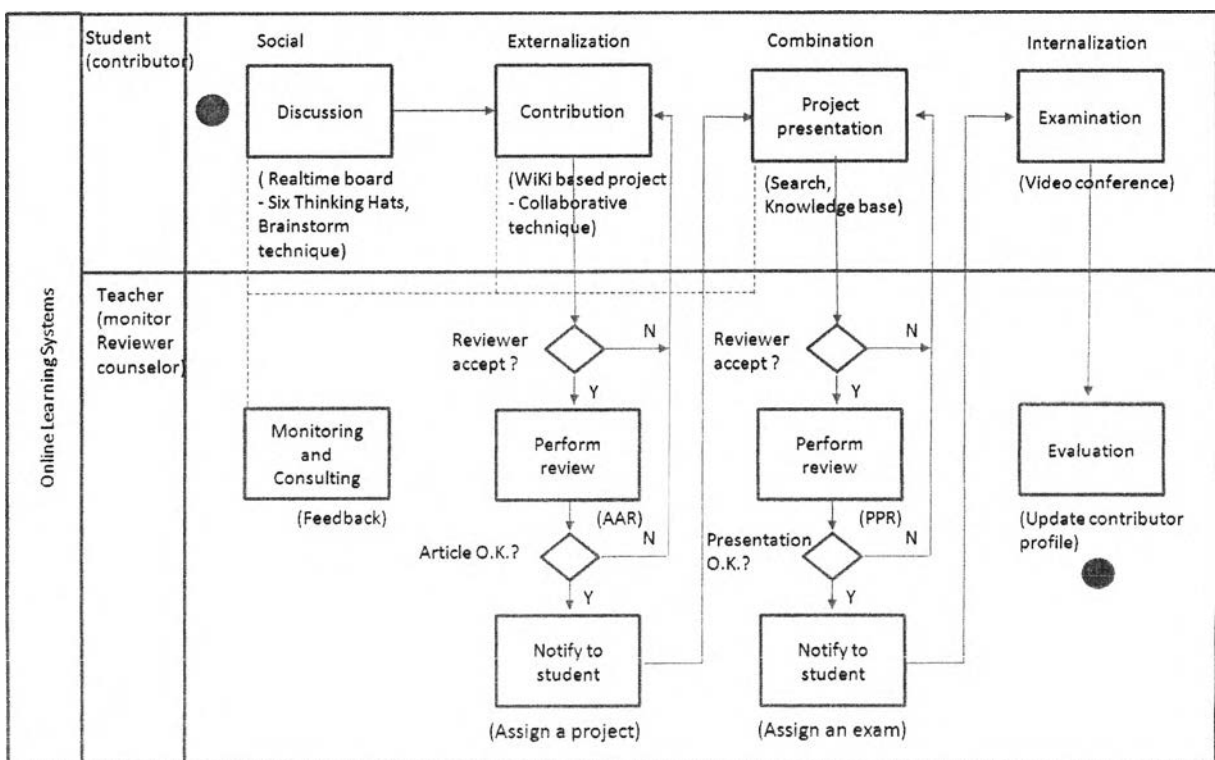 Online Learning Systems
Student
(contributor)
Social
Externalization
Combination
Internalization
Discussion
Contribution
Project
presentation
Examination
( Realtime board
- Six Thinking Hats,
Brainstorm
technique)
(WiKi based project
- Collaborative
technique)
(Search,
Knowledge base)
(Video conference)
Teacher
(monitor
Reviewer
counselor)
Reviewer
accept ?
N
Y
Reviewer
accept ?
N
Y
Monitoring
and
Consulting
(Feedback)
Perform
review
(AAR)
Perform
review
(PPR)
Evaluation
(Update contributor
profile)
Article O.K.?
N
Y
Presentation
O.K.?
N
Y
Notify to
student
(Assign a project)
Notify to
student
(Assign an exam)